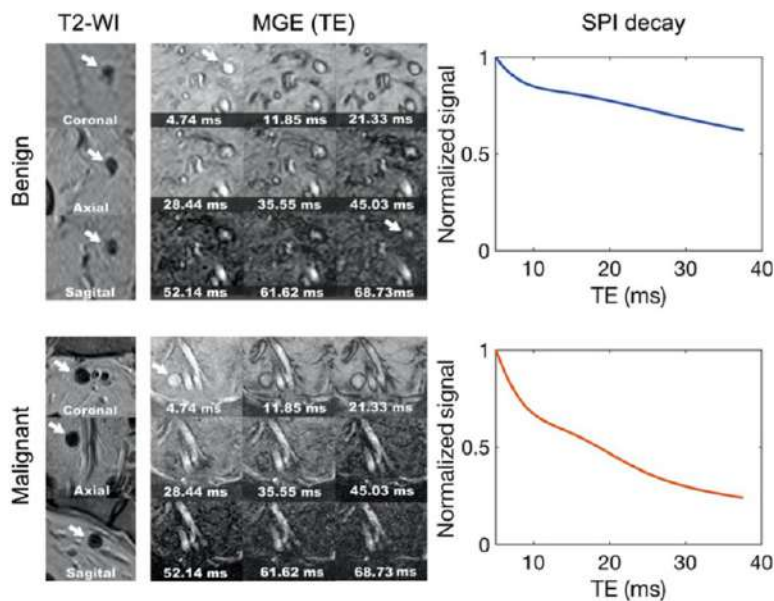 T2-WI
MGE (TE)
SPI decay
Benign
Coronal
Axial
Sagital
4.74 ms
11.85 ms
21.33 ms
28.44 ms
35.55 ms
45.03 ms
52.14 ms
61.62 ms
68.73ms
Normalized signal
1
0.5
0
10
20
30
40
TE (ms)
Malignant
Coronal
Axial
Sagital
4.74 ms
11.85 ms
21.33 ms
28.44 ms
35.55 ms
45.03 ms
52.14 ms
61.62 ms
68.73 ms
Normalized signal
1
0.5
0
10
20
30
40
TE (ms)